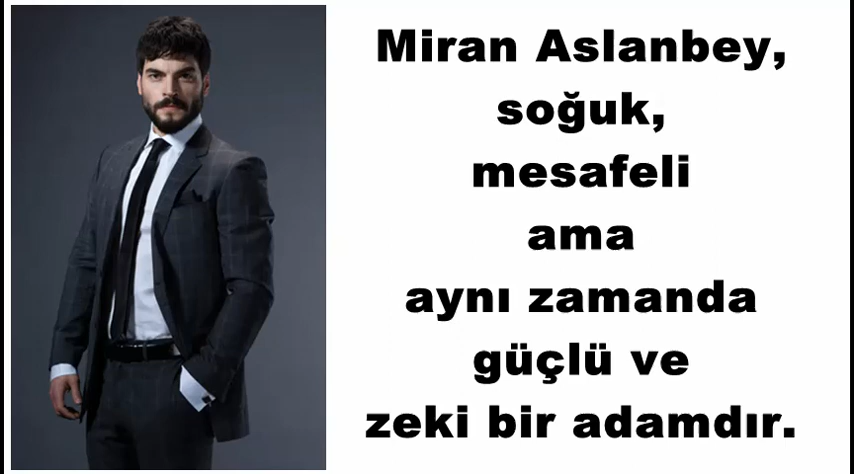 Miran Aslanbey,
soğuk,
mesafeli
ama
aynı zamanda
güçlü ve
zeki bir adamdır.